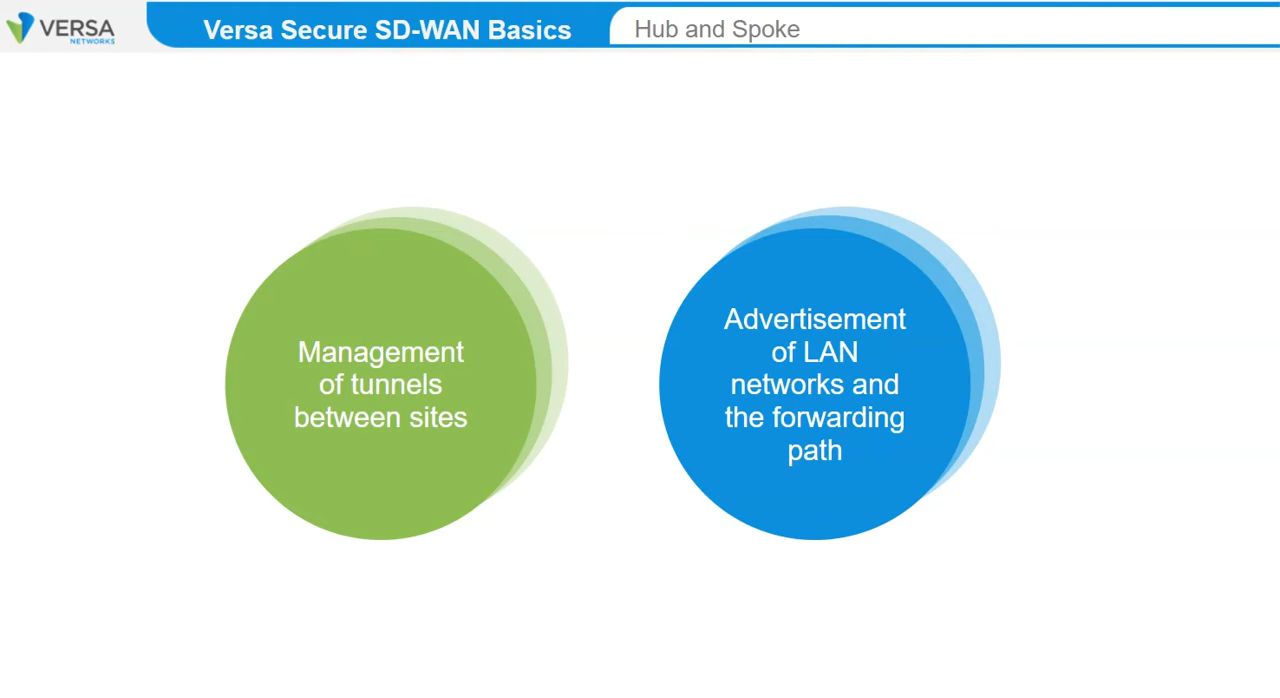 VERSA
NETWORKS
Versa Secure SD-WAN Basics
Hub and Spoke
Management
of tunnels
between sites
Advertisement
of LAN
networks and
the forwarding
path